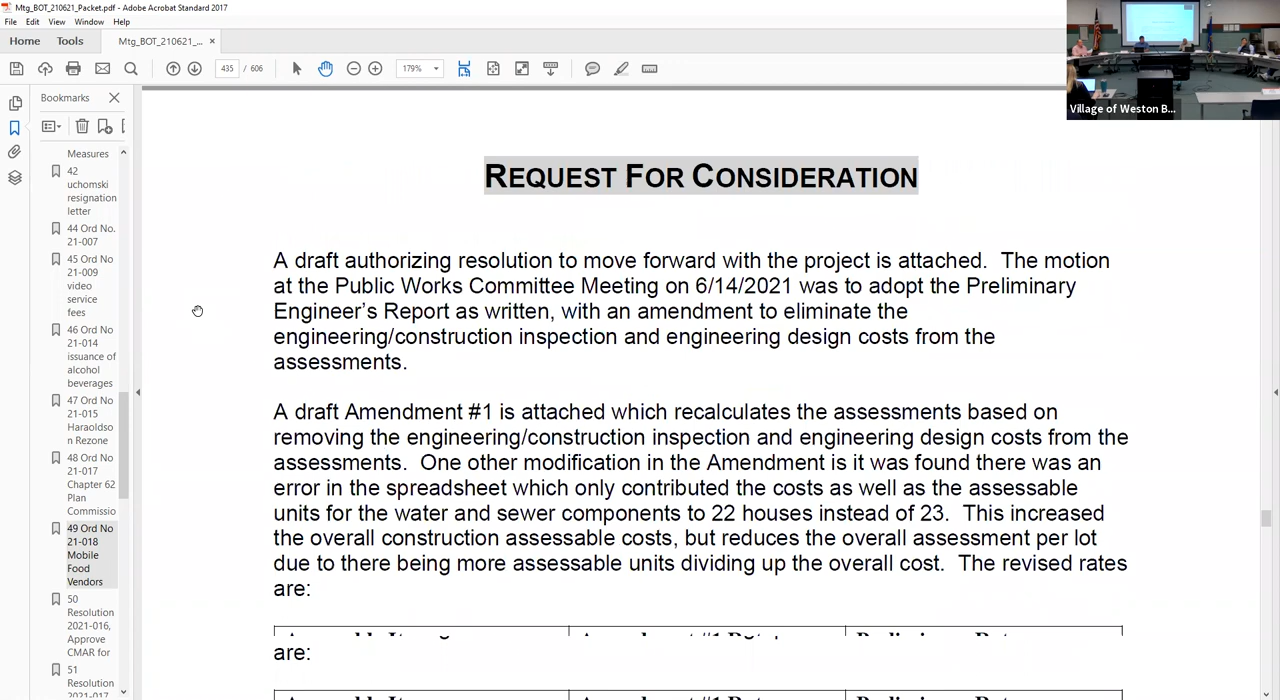 Mtg_BOT_210621_Packet.pdf - Adobe Acrobat Standard 2017
File Edit View Window Help
Home Tools Mtg_BOT_210621_... ×
435 / 606 179%
Village of Weston B...
Bookmarks
Measures
42
uchomski
resignation
letter
44 Ord No.
21-007
45 Ord No
21-009
video
service
fees
46 Ord No
21-014
issuance of
alcohol
beverages
47 Ord No
21-015
Haraoldso
n Rezone
48 Ord No
21-017
Chapter 62
Plan
Commissio
49 Ord No
21-018
Mobile
Food
Vendors
50
Resolution
2021-016,
Approve
CMAR for
51
Resolution
2021-017
REQUEST FOR CONSIDERATION
A draft authorizing resolution to move forward with the project is attached. The motion
at the Public Works Committee Meeting on 6/14/2021 was to adopt the Preliminary
Engineer's Report as written, with an amendment to eliminate the
engineering/construction inspection and engineering design costs from the
assessments.
A draft Amendment #1 is attached which recalculates the assessments based on
removing the engineering/construction inspection and engineering design costs from the
assessments. One other modification in the Amendment is it was found there was an
error in the spreadsheet which only contributed the costs as well as the assessable
units for the water and sewer components to 22 houses instead of 23. This increased
the overall construction assessable costs, but reduces the overall assessment per lot
due to there being more assessable units dividing up the overall cost. The revised rates
are:
are: